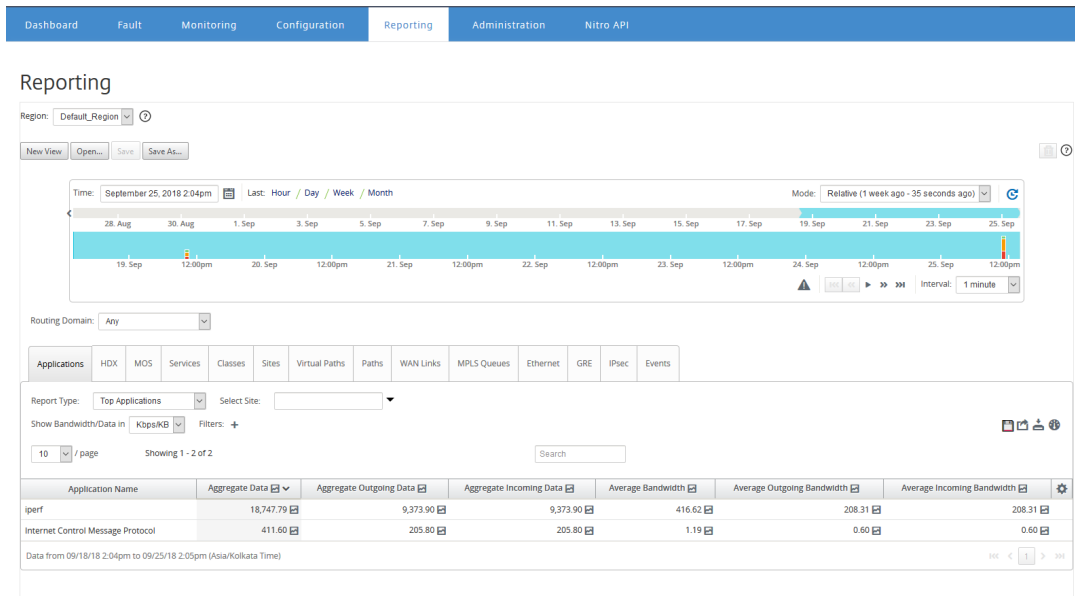 Dashboard Fault Monitoring Configuration Reporting Administration Nitro API
Reporting
Region: Default_Region
New View Open... Save Save As...
Time: September 25, 2018 2:04pm Last: Hour / Day / Week / Month Mode: Relative (1 week ago - 35 seconds ago)
28. Aug 30. Aug 1. Sep 3. Sep 5. Sep 7. Sep 9. Sep 11. Sep 13. Sep 15. Sep 17. Sep 19. Sep 21. Sep 23. Sep 25. Sep
19. Sep 12:00pm 20. Sep 12:00pm 21. Sep 12:00pm 22. Sep 12:00pm 23. Sep 12:00pm 24. Sep 12:00pm 25. Sep 12:00pm
Interval: 1 minute
Routing Domain: Any
Applications HDX MOS Services Classes Sites Virtual Paths Paths WAN Links MPLS Queues Ethernet GRE IPsec Events
Report Type: Top Applications Select Site:
Show Bandwidth/Data in Kbps/KB Filters: +
10 / page Showing 1 - 2 of 2 Search
Application Name Aggregate Data Aggregate Outgoing Data Aggregate Incoming Data Average Bandwidth Average Outgoing Bandwidth Average Incoming Bandwidth
iperf 18,747.79 9,373.90 9,373.90 416.62 208.31 208.31
Internet Control Message Protocol 411.60 205.80 205.80 1.19 0.60 0.60
Data from 09/18/18 2:04pm to 09/25/18 2:05pm (Asia/Kolkata Time) 1